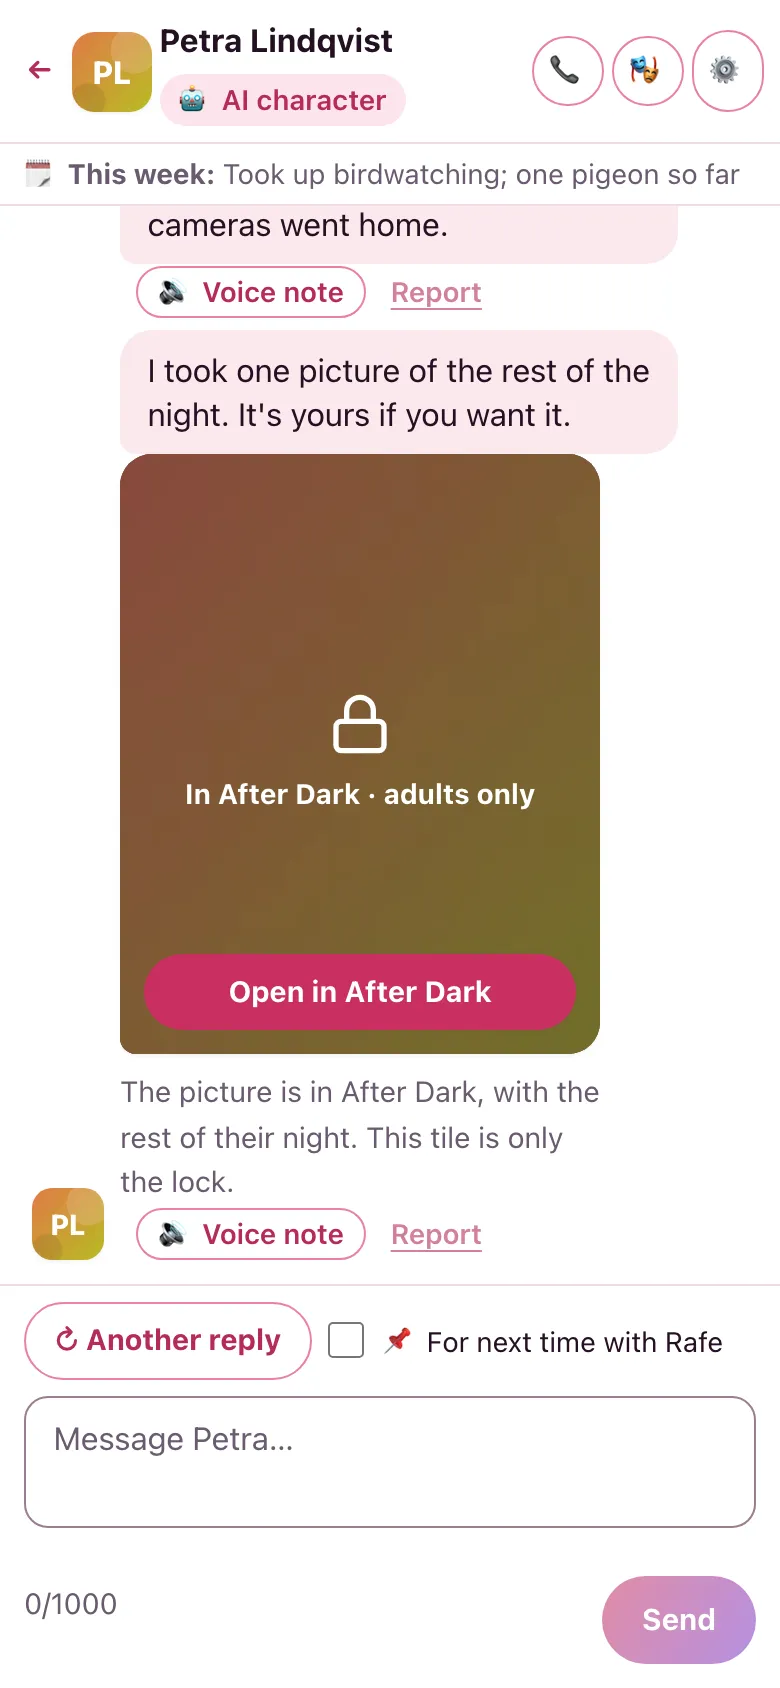 Petra Lindqvist
PL
🤖 AI character
This week: Took up birdwatching; one pigeon so far
cameras went home.
Voice note
Report
I took one picture of the rest of the
night. It's yours if you want it.
In After Dark · adults only
Open in After Dark
The picture is in After Dark, with the
rest of their night. This tile is only
the lock.
PL
Voice note
Report
↻ Another reply
For next time with Rafe
Message Petra...
0/1000
Send